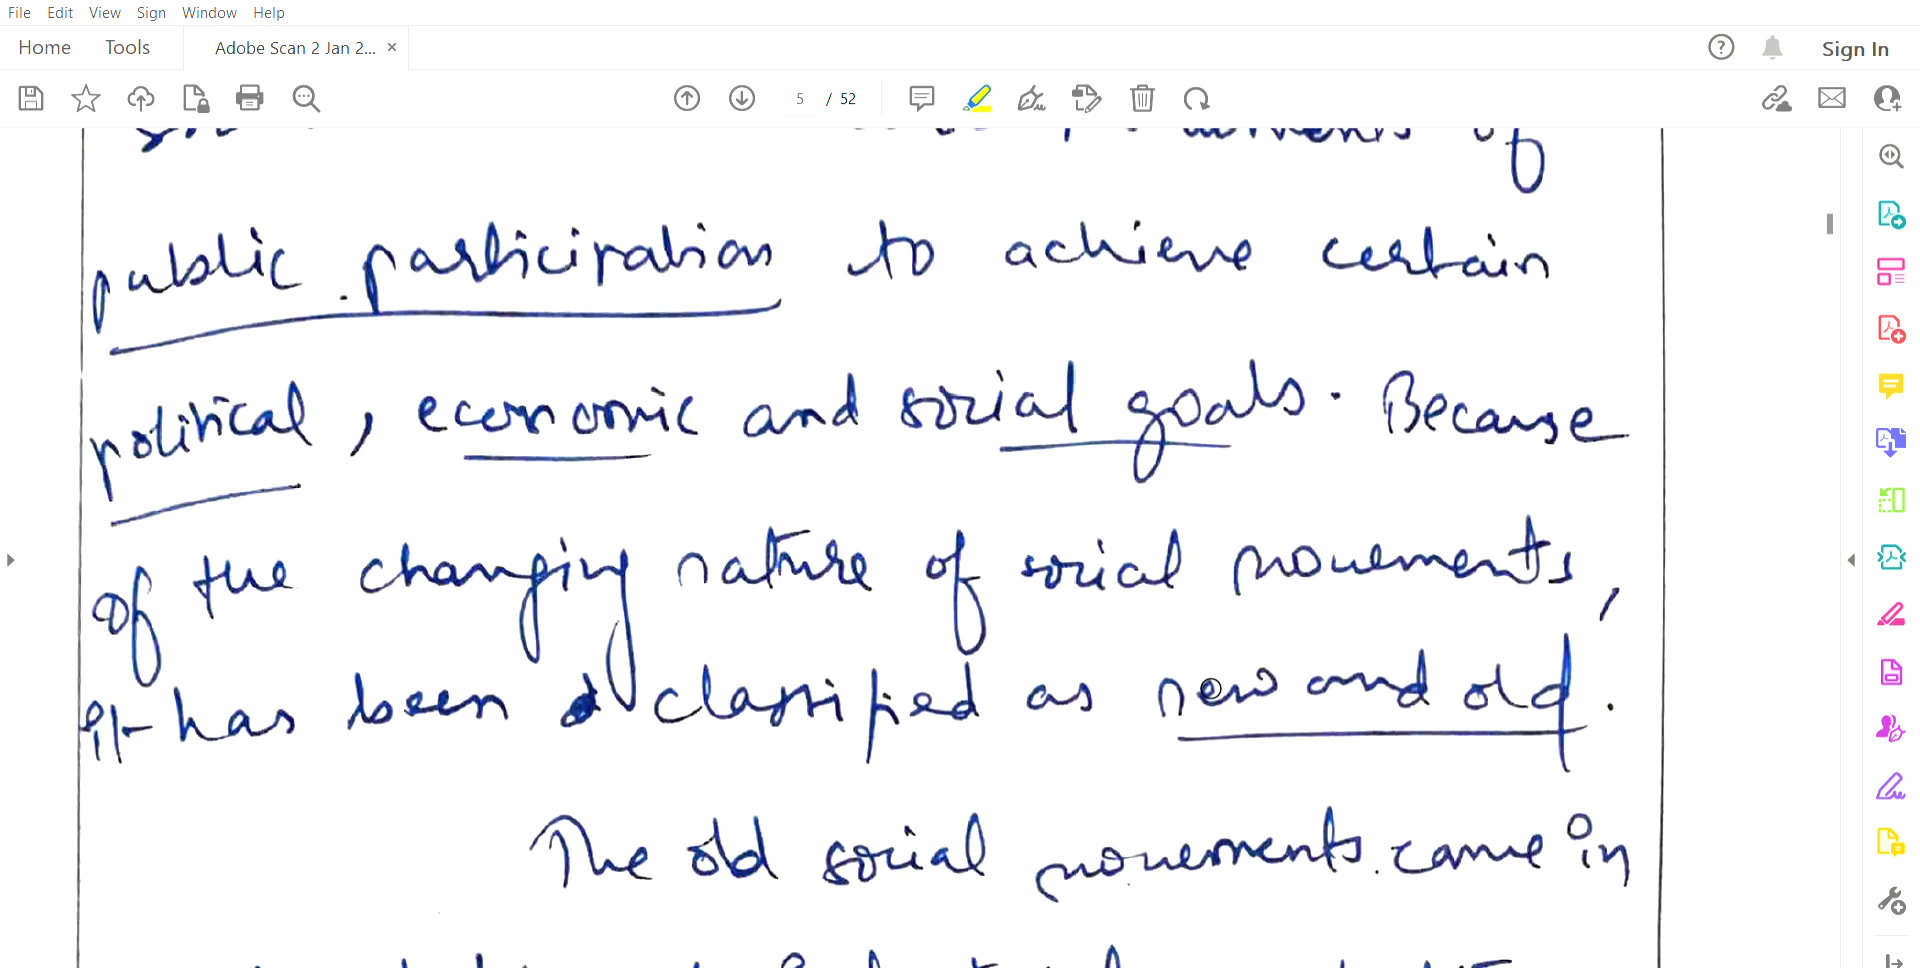 File Edit View Sign Window Help
Home Tools Adobe Scan 2 Jan 2... × Sign In
5 / 52
of
public participation to achieve certain
political, economic and social goals. Because
of the changing nature of social movements,
it has been classified as new and old.
The old social movements came in